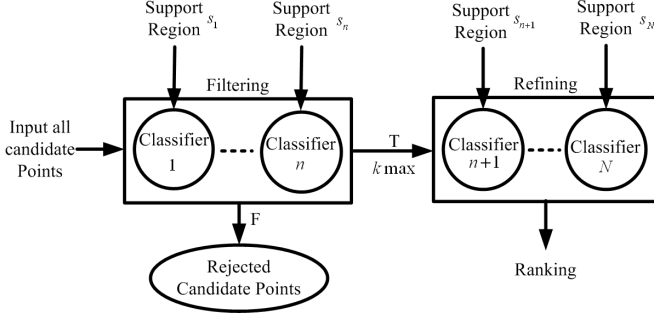 Support
Region s₁
Support
Region sₙ
Support
Region sₙ₊₁
Support
Region s_N
Filtering
Refining
Input all
candidate
Points
Classifier
1
Classifier
n
T
k max
Classifier
n+1
Classifier
N
F
Rejected
Candidate Points
Ranking